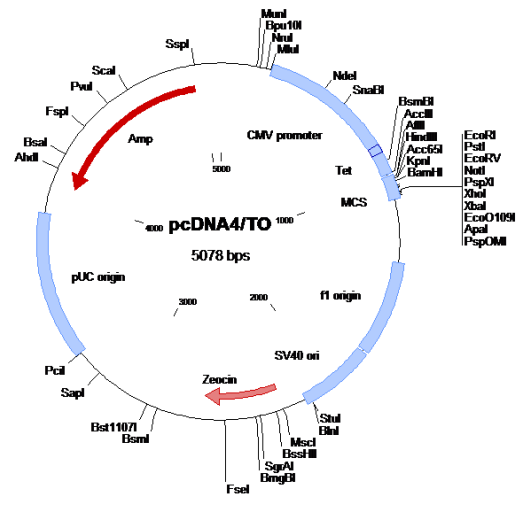 MunI
Bpu10I
NruI
MluI
SspI
ScaI
PvuI
FspI
BsaI
AhdI
NdeI
SnaBI
BsmBI
AccIII
AflII
HindIII
Acc65I
KpnI
BamHI
EcoRI
PstI
EcoRV
NotI
PspXI
XhoI
XbaI
EcoO109I
ApaI
PspOMI
Amp
CMV promoter
Tet
MCS
5000
1000
2000
3000
4000
pcDNA4/TO
5078 bps
pUC origin
f1 origin
SV40 ori
Zeocin
PciI
SapI
Bst1107I
BsmI
FseI
BmgBI
SgrAI
BssHII
MscI
BlnI
StuI